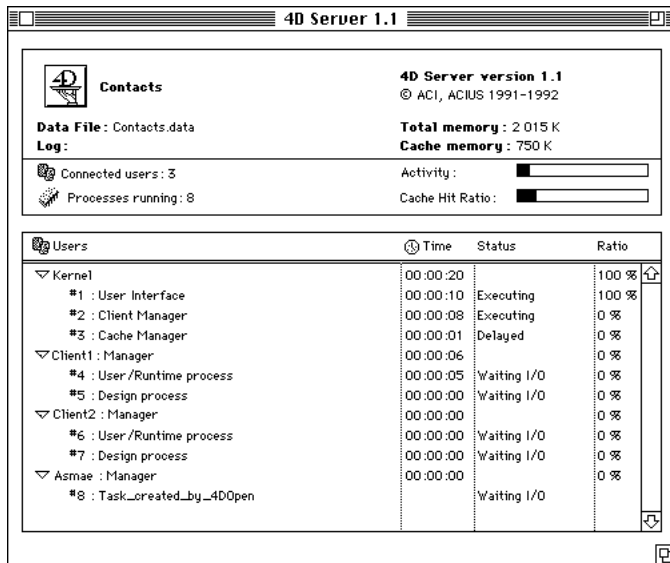 4D Server 1.1
4D
Contacts
4D Server version 1.1
© ACI, ACIUS 1991-1992
Data File : Contacts.data
Total memory : 2 015 K
Log :
Cache memory : 750 K
Connected users : 3
Activity :
Processes running : 8
Cache Hit Ratio :
Users Time Status Ratio
Kernel 00:00:20 100 %
#1 : User Interface 00:00:10 Executing 100 %
#2 : Client Manager 00:00:08 Executing 0 %
#3 : Cache Manager 00:00:01 Delayed 0 %
Client1 : Manager 00:00:06 0 %
#4 : User/Runtime process 00:00:05 Waiting I/O 0 %
#5 : Design process 00:00:00 Waiting I/O 0 %
Client2 : Manager 00:00:00 0 %
#6 : User/Runtime process 00:00:00 Waiting I/O 0 %
#7 : Design process 00:00:00 Waiting I/O 0 %
Asmae : Manager 00:00:00 0 %
#8 : Task_created_by_4DOpen Waiting I/O